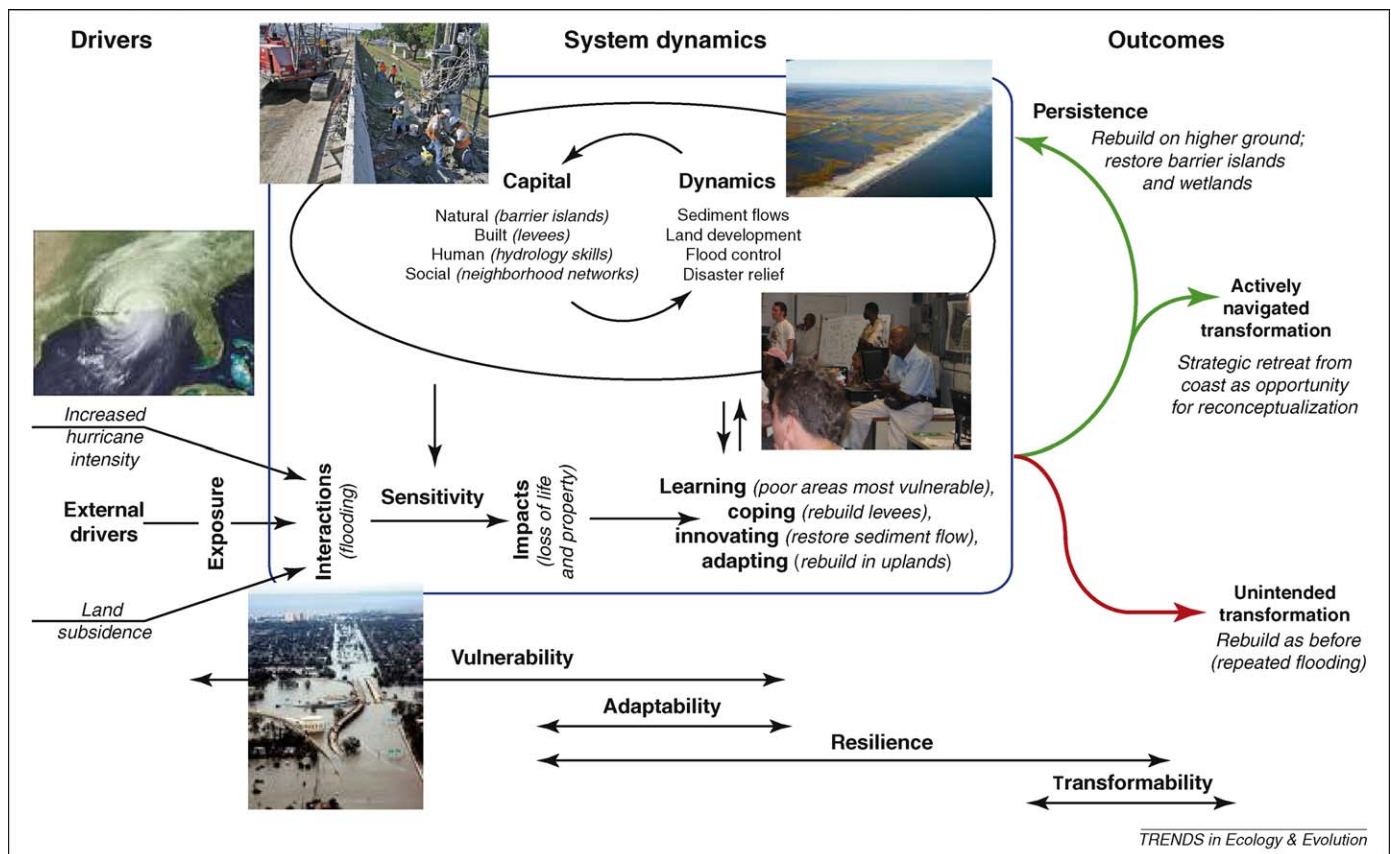 Drivers
System dynamics
Outcomes
Capital
Natural (barrier islands)
Built (levees)
Human (hydrology skills)
Social (neighborhood networks)
Dynamics
Sediment flows
Land development
Flood control
Disaster relief
Increased
hurricane
intensity
External
drivers
Land
subsidence
Exposure
Interactions
(flooding)
Sensitivity
Impacts
(loss of life
and property)
Learning (poor areas most vulnerable),
coping (rebuild levees),
innovating (restore sediment flow),
adapting (rebuild in uplands)
Persistence
Rebuild on higher ground;
restore barrier islands
and wetlands
Actively
navigated
transformation
Strategic retreat from
coast as opportunity
for reconceptualization
Unintended
transformation
Rebuild as before
(repeated flooding)
Vulnerability
Adaptability
Resilience
Transformability
TRENDS in Ecology & Evolution